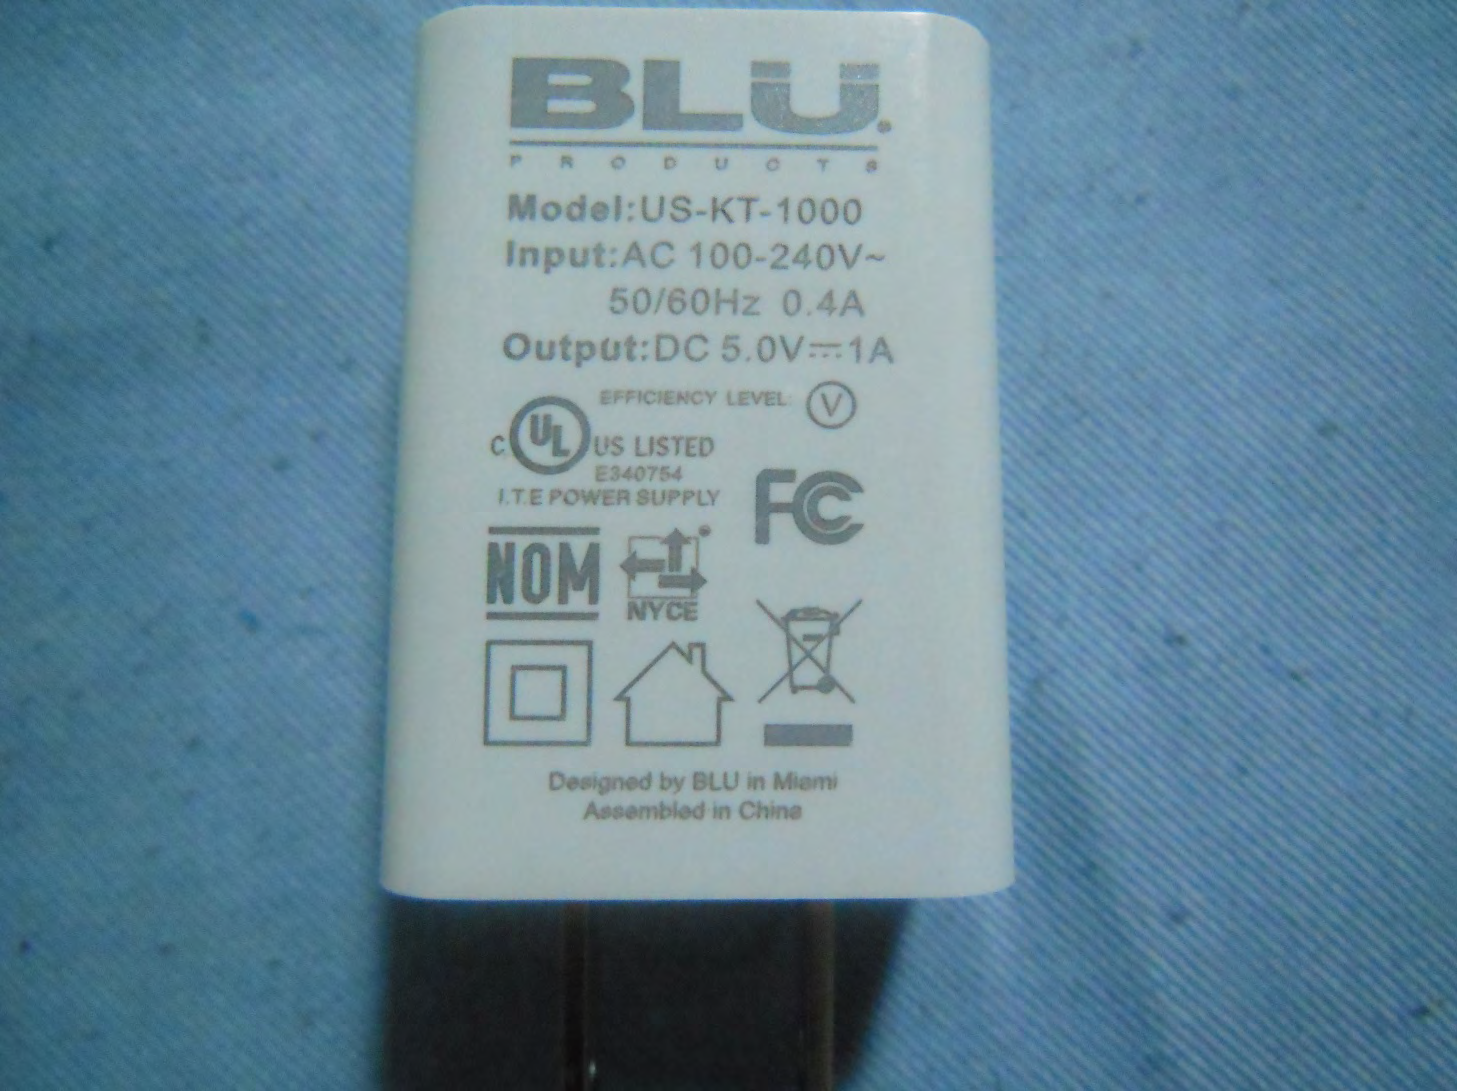 BLU
PRODUCTS
Model:US-KT-1000
Input:AC 100-240V~
50/60Hz 0.4A
Output:DC 5.0V⎓1A
EFFICIENCY LEVEL: V
C UL US LISTED
E340754
I.T.E POWER SUPPLY
FC
NOM
NYCE
Designed by BLU in Miami
Assembled in China